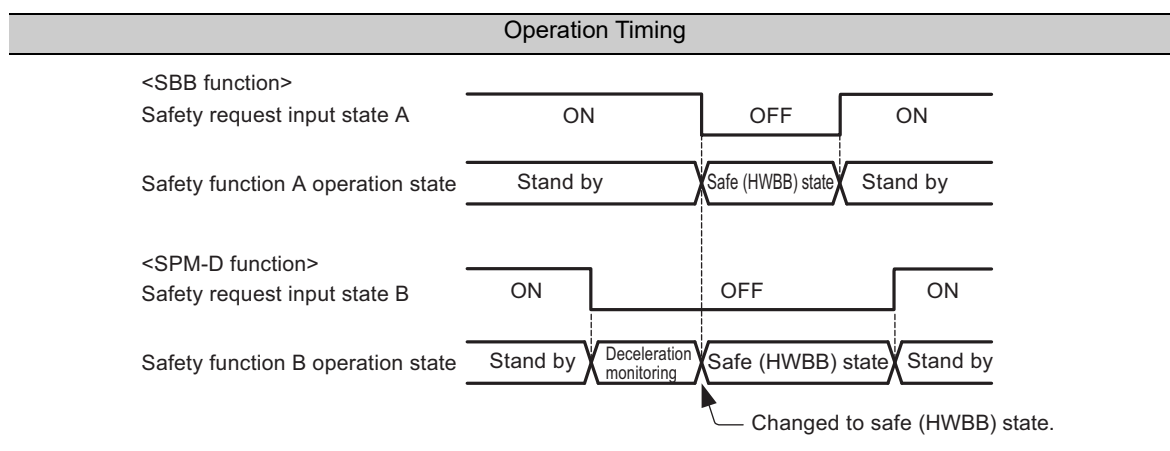 Operation Timing
<SBB function>
Safety request input state A ON OFF ON
Safety function A operation state Stand by Safe (HWBB) state Stand by
<SPM-D function>
Safety request input state B ON OFF ON
Safety function B operation state Stand by Deceleration monitoring Safe (HWBB) state Stand by
Changed to safe (HWBB) state.